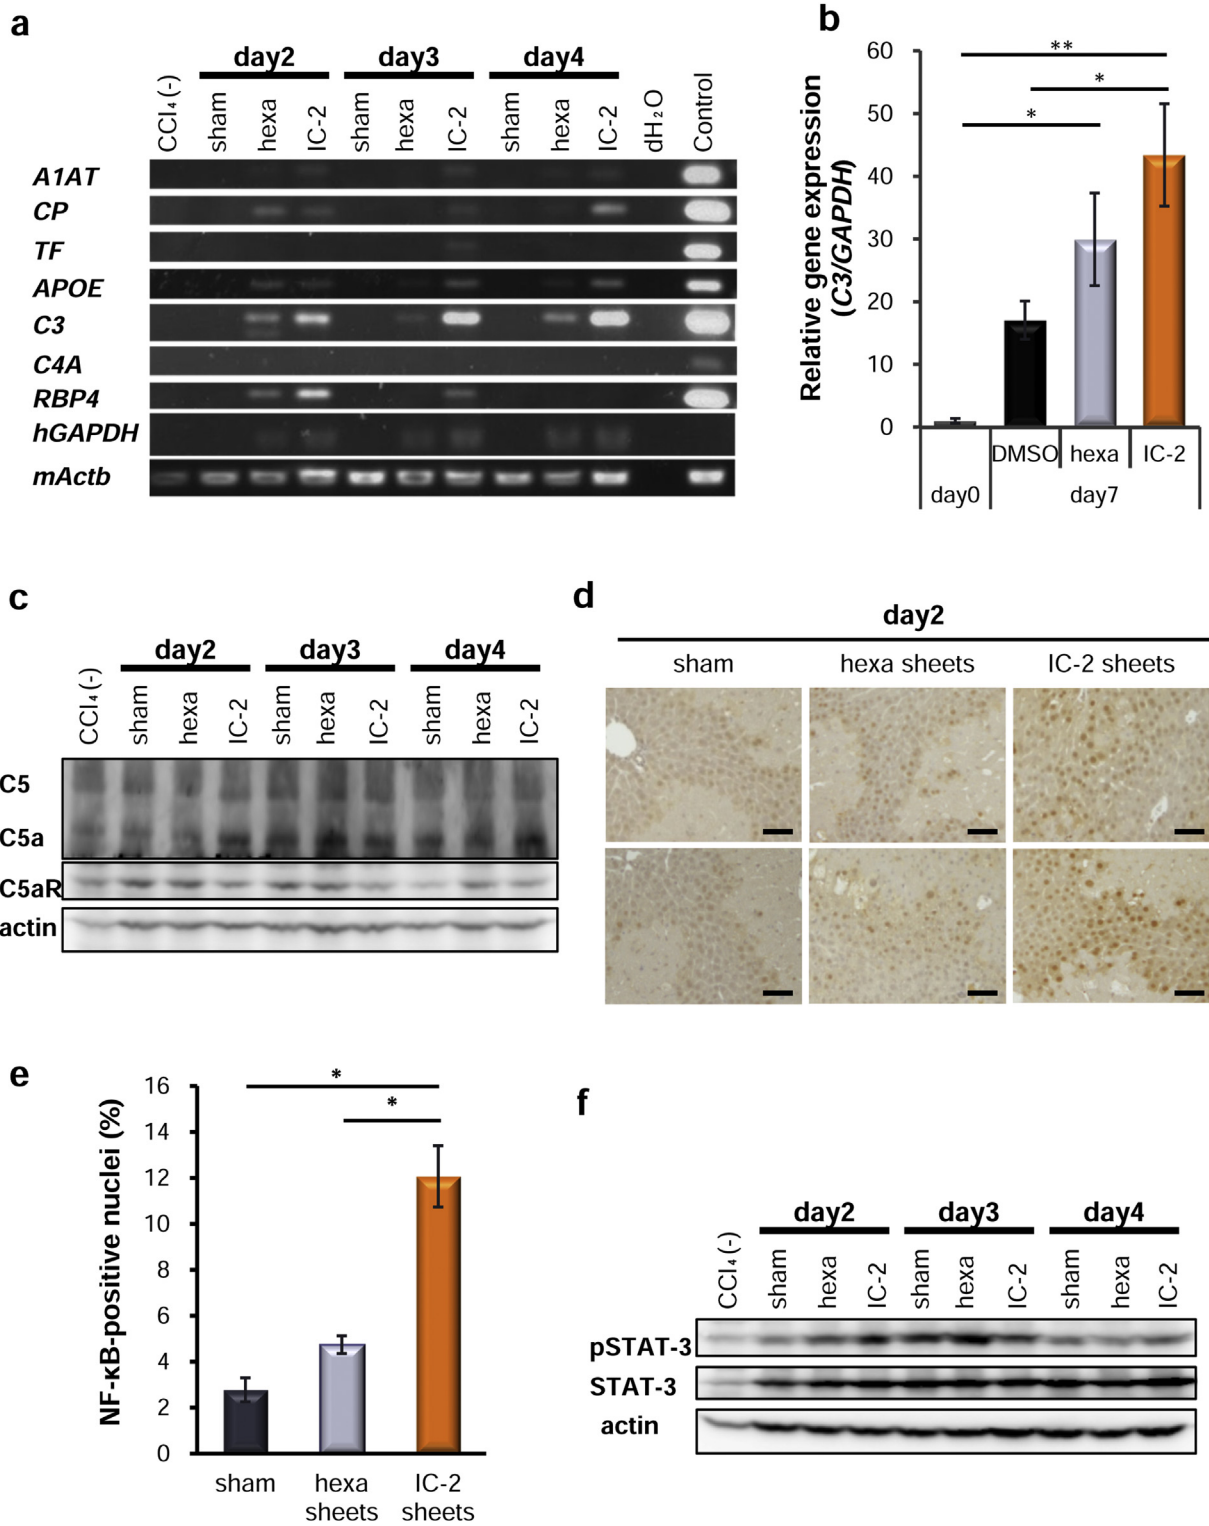 a
day2 day3 day4
CCl₄ (-) sham hexa IC-2 sham hexa IC-2 sham hexa IC-2 dH₂O Control
A1AT
CP
TF
APOE
C3
C4A
RBP4
hGAPDH
mActb
b
Relative gene expression
(C3/GAPDH)
60
50
40
30
20
10
0
**
*
*
DMSO hexa IC-2
day0 day7
c
day2 day3 day4
CCl₄ (-) sham hexa IC-2 sham hexa IC-2 sham hexa IC-2
C5
C5a
C5aR
actin
d
day2
sham hexa sheets IC-2 sheets
e
NF-κB-positive nuclei (%)
16
14
12
10
8
6
4
2
0
*
*
sham hexa IC-2
sheets sheets
f
day2 day3 day4
CCl₄ (-) sham hexa IC-2 sham hexa IC-2 sham hexa IC-2
pSTAT-3
STAT-3
actin